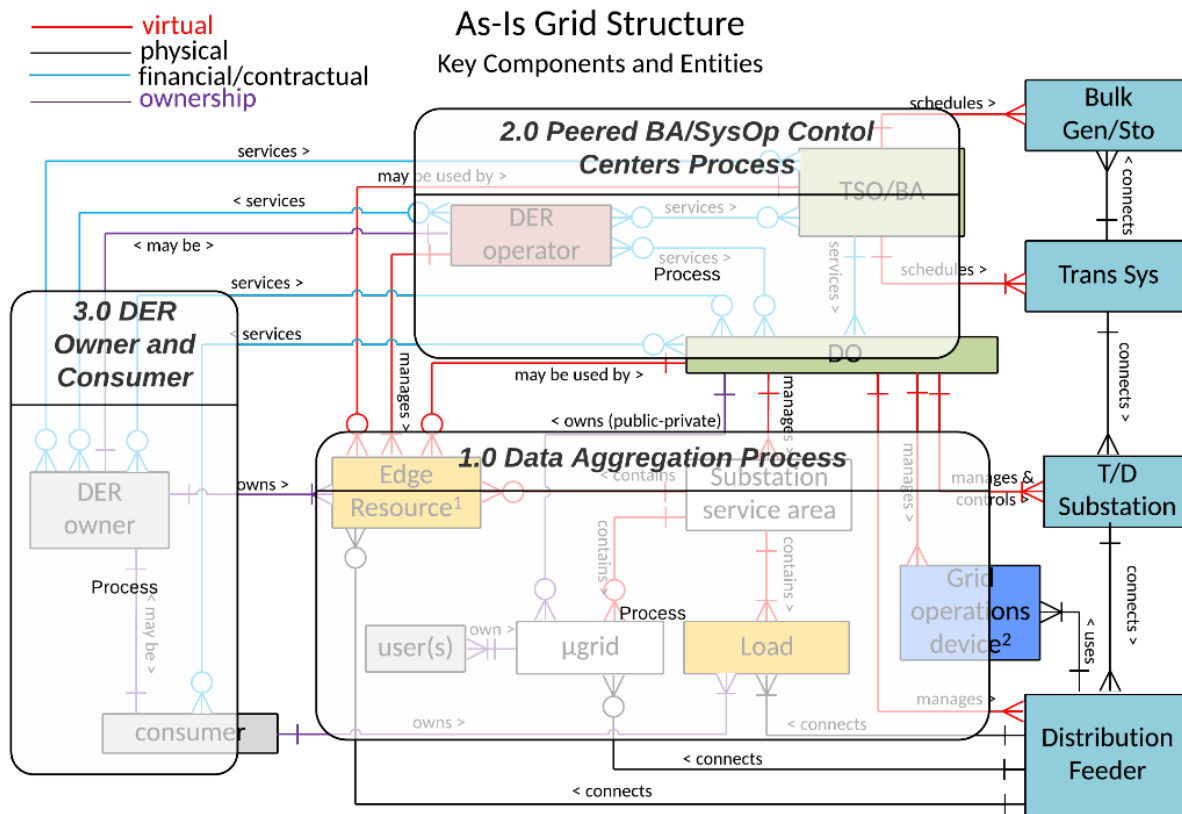 As-Is Grid Structure
Key Components and Entities
virtual
physical
financial/contractual
ownership
2.0 Peered BA/SysOp Contol
Centers Process
schedules >
Bulk
Gen/Sto
services >
may be used by >
TSO/BA
< connects
< services
DER
operator
services >
< may be >
services >
Process
services >
schedules >
Trans Sys
services >
3.0 DER
Owner and
Consumer
< services
DO
may be used by >
manages >
connects >
manages >
< owns (public-private)
1.0 Data Aggregation Process
Edge
Resource¹
< contains
Substation
service area
manages >
manages &
controls >
T/D
Substation
DER
owner
owns >
Process
< may be >
contains >
contains >
Grid
operations
device²
connects >
< uses
Process
user(s)
own >
µgrid
Load
manages >
consumer
owns >
< connects
Distribution
Feeder
< connects
< connects